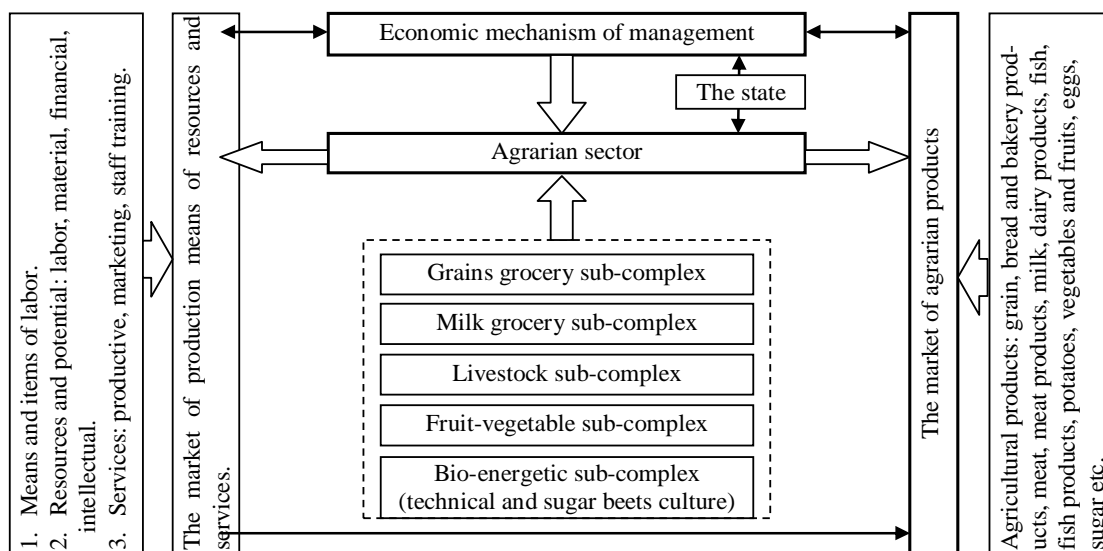 1. Means and items of labor.
2. Resources and potential: labor, material, financial,
intellectual.
3. Services: productive, marketing, staff training.
The market of production means of resources and
services.
Economic mechanism of management
The state
Agrarian sector
Grains grocery sub-complex
Milk grocery sub-complex
Livestock sub-complex
Fruit-vegetable sub-complex
Bio-energetic sub-complex
(technical and sugar beets culture)
The market of agrarian products
Agricultural products: grain, bread and bakery prod-
ucts, meat, meat products, milk, dairy products, fish,
fish products, potatoes, vegetables and fruits, eggs,
sugar etc.